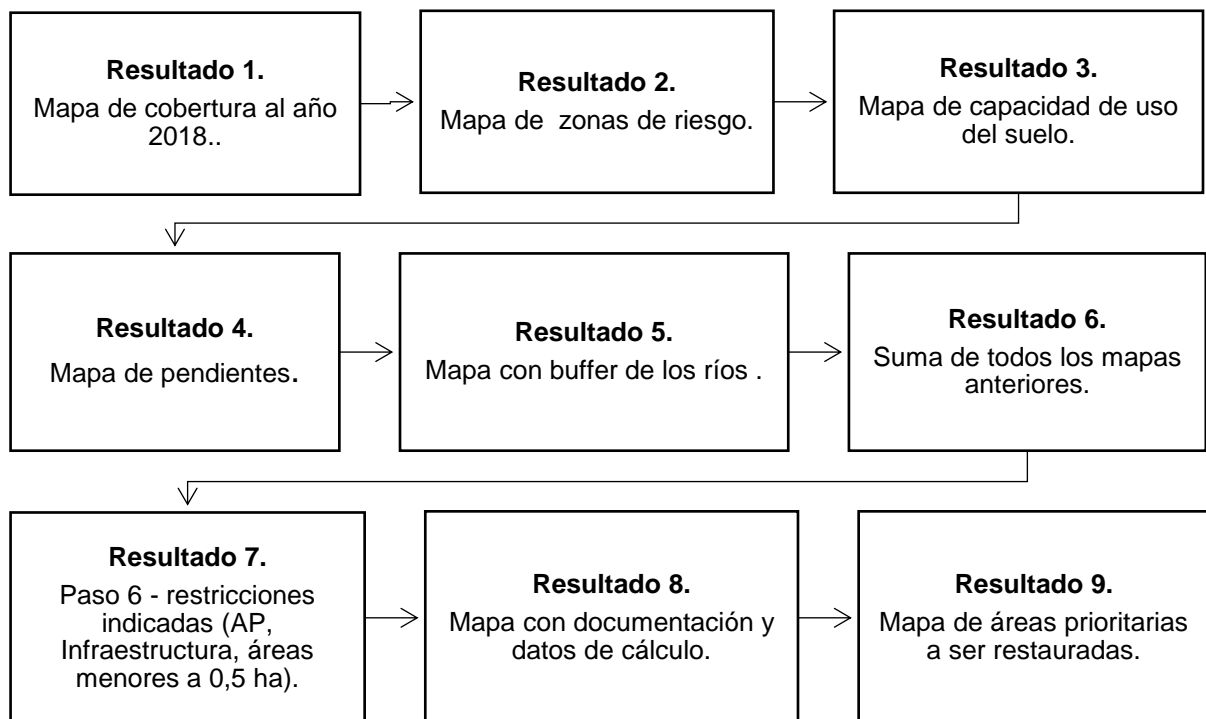 Resultado 1.
Mapa de cobertura al año
2018..
Resultado 2.
Mapa de zonas de riesgo.
Resultado 3.
Mapa de capacidad de uso
del suelo.
Resultado 4.
Mapa de pendientes.
Resultado 5.
Mapa con buffer de los ríos .
Resultado 6.
Suma de todos los mapas
anteriores.
Resultado 7.
Paso 6 - restricciones
indicadas (AP,
Infraestructura, áreas
menores a 0,5 ha).
Resultado 8.
Mapa con documentación y
datos de cálculo.
Resultado 9.
Mapa de áreas prioritarias
a ser restauradas.